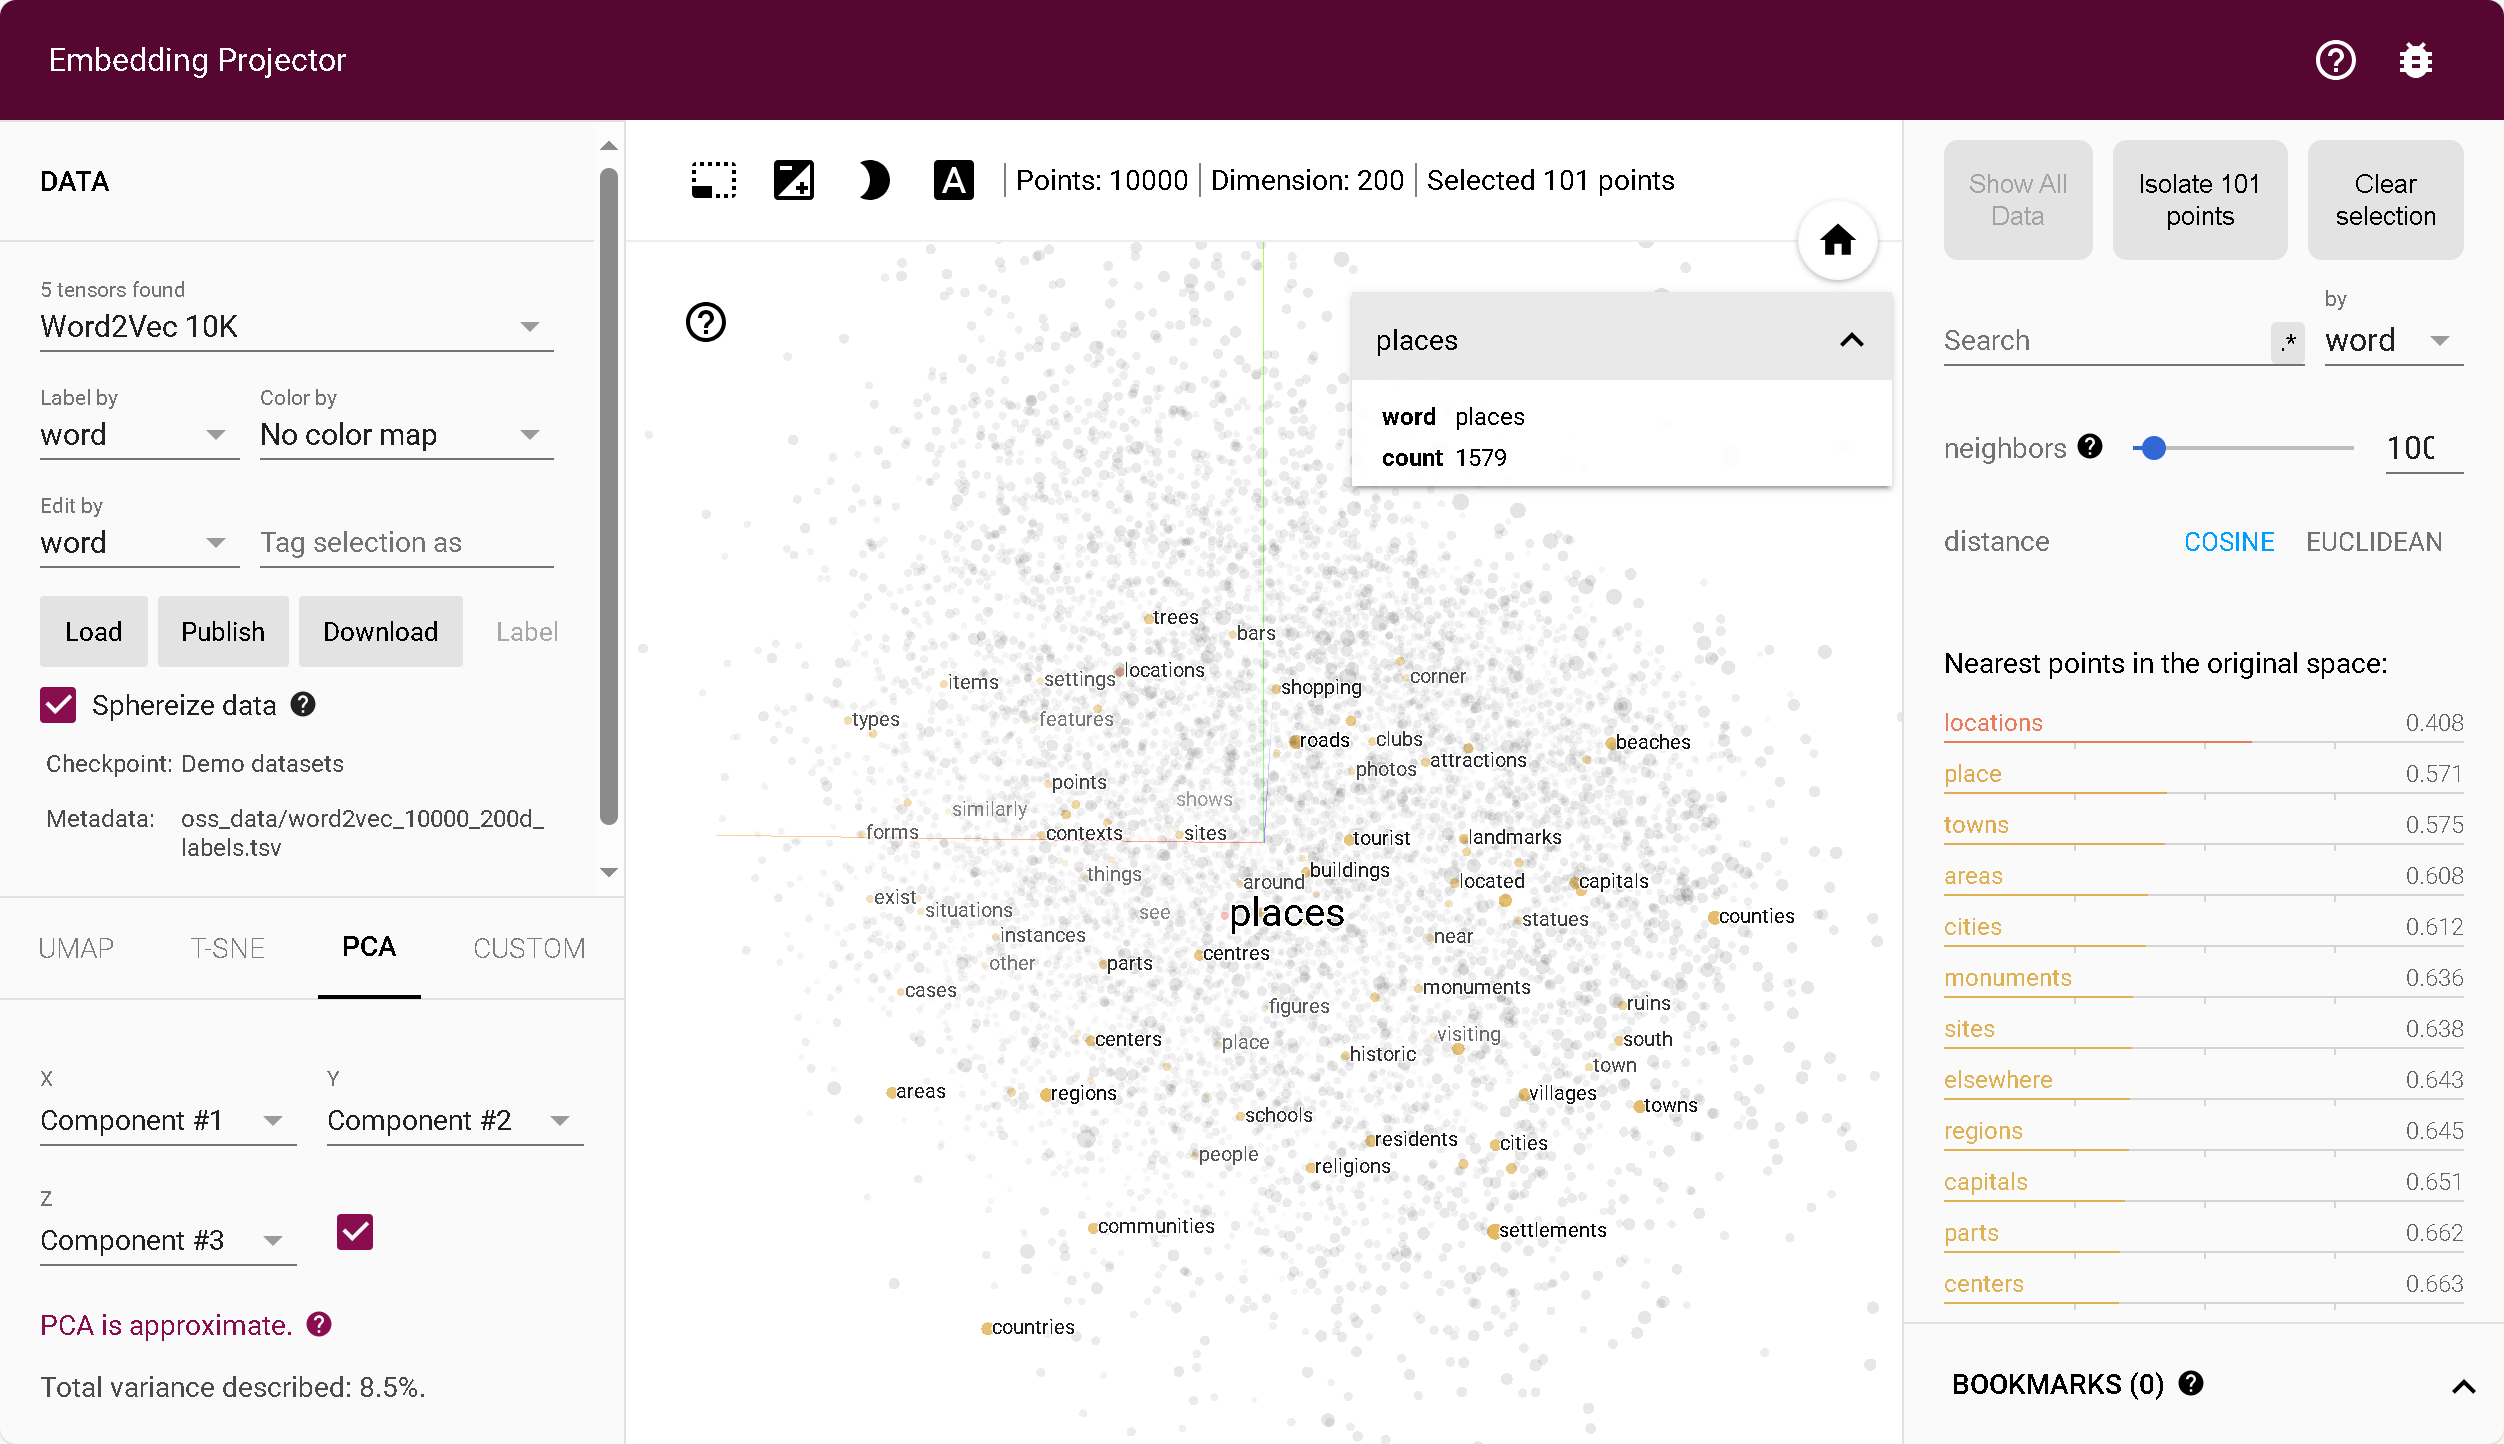 Embedding Projector
DATA
5 tensors found
Word2Vec 10K
Label by
word
Color by
No color map
Edit by
word
Tag selection as
Load
Publish
Download
Label
Sphereize data
Checkpoint: Demo datasets
Metadata: oss_data/word2vec_10000_200d_
labels.tsv
UMAP
T-SNE
PCA
CUSTOM
X
Component #1
Y
Component #2
Z
Component #3
PCA is approximate.
Total variance described: 8.5%.
A
Points: 10000
Dimension: 200
Selected 101 points
places
word places
count 1579
trees
bars
locations
items
settings
corner
shopping
types
features
roads
clubs
beaches
attractions
photos
points
shows
similarly
forms
contexts
sites
tourist
landmarks
buildings
things
around
located
capitals
exist
situations
see
places
statues
counties
instances
near
centres
other
parts
cases
monuments
figures
ruins
visiting
centers
place
south
historic
town
areas
regions
villages
towns
schools
residents
cities
people
religions
communities
settlements
countries
Show All
Data
Isolate 101
points
Clear
selection
Search
.*
by
word
neighbors
100
distance
COSINE
EUCLIDEAN
Nearest points in the original space:
locations 0.408
place 0.571
towns 0.575
areas 0.608
cities 0.612
monuments 0.636
sites 0.638
elsewhere 0.643
regions 0.645
capitals 0.651
parts 0.662
centers 0.663
BOOKMARKS (0)